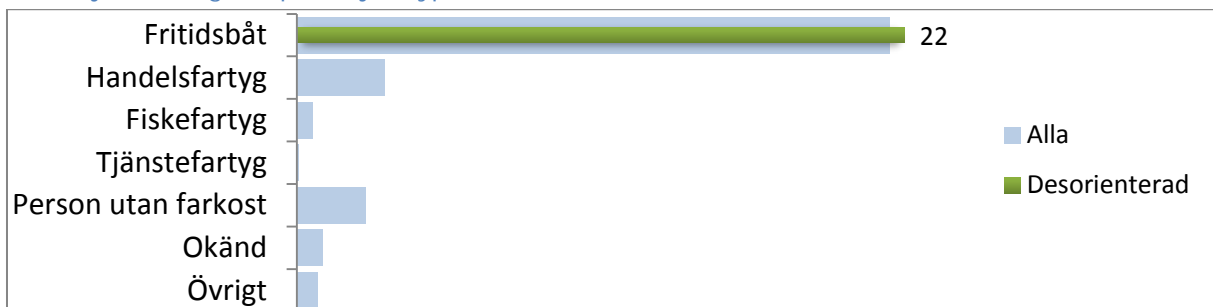 Fritidsbåt
22
Handelsfartyg
Fiskefartyg
Tjänstefartyg
Person utan farkost
Okänd
Övrigt
Alla
Desorienterad